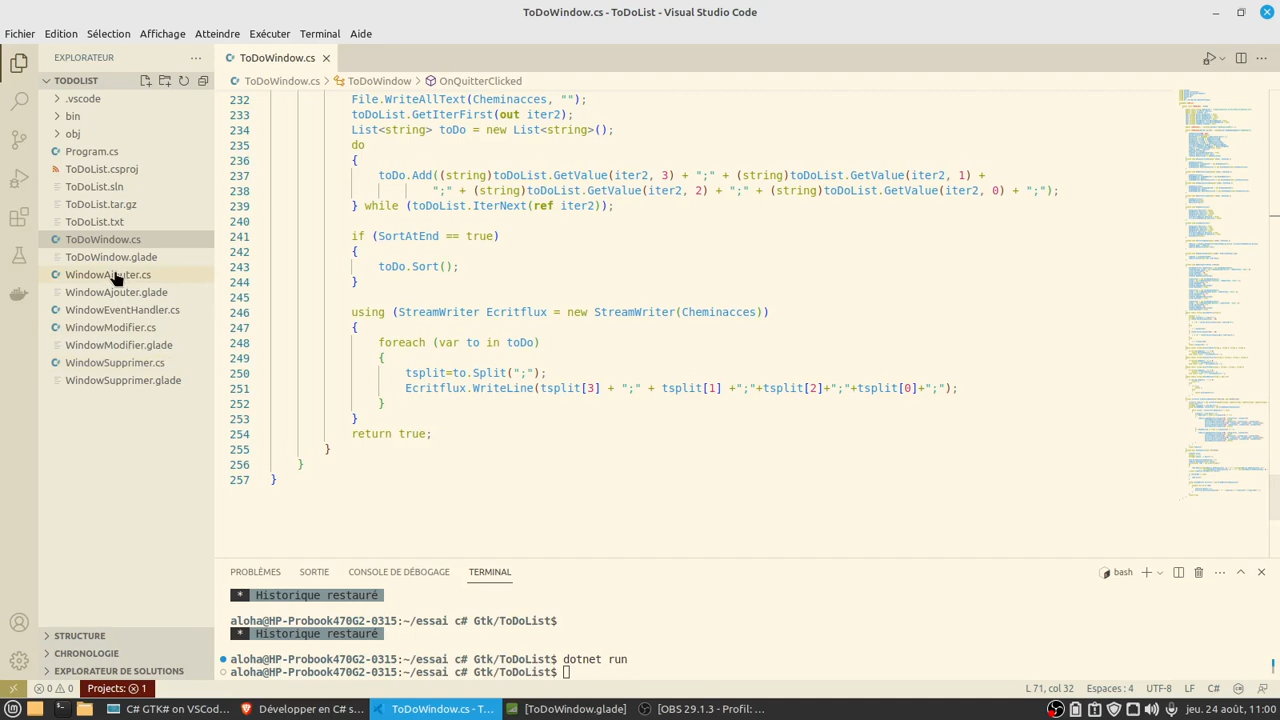 ToDoWindow.cs - ToDoList - Visual Studio Code
Fichier Edition Sélection Affichage Atteindre Exécuter Terminal Aide
EXPLORATEUR
ToDoWindow.cs
TODOLIST
ToDoWindow.cs > ToDoWindow > OnQuitterClicked
.vscode
bin
obj
Program.cs
ToDoList.csproj
ToDoList.sln
ToDoList.tar.gz
ToDoList.txt
ToDoWindow.cs
ToDoWindow.glade
WindowAjouter.cs
WindowAjouter.glade
WindowEventHandler.cs
WindowModifier.cs
WindowModifier.glade
WindowSupprimer.cs
WindowSupprimer.glade
STRUCTURE
CHRONOLOGIE
EXPLORATEUR DE SOLUTIONS
232 File.WriteAllText(Cheminacces, "");
233 toDoList.GetIterFirst(out iter2);
234 List<string> toDo = new List<string>();
235 do
236 {
237 toDo.Add((string)toDoList.GetValue(iter2, 3) + ";" + (string)toDoList.GetValue(iter2, 1) +
238 ";" + (string)toDoList.GetValue(iter2, 2) + ";" + (string)toDoList.GetValue(iter2, 0) + ";");
239 } while (toDoList.IterNext(ref iter2));
240
241 if (SortAtEnd == true)
242 {
243 toDo.Sort();
244 }
245
246 using (StreamWriter Ecritflux = new StreamWriter(Cheminacces))
247 {
248 foreach (var to in toDo)
249 {
250 tsplit=to.Split(";");
251 Ecritflux.WriteLine(tsplit[3] + ";" + tsplit[1] +";"+tsplit[2]+";"+tsplit[0]+";");
252 }
253 }
254 return true;
255 }
256 }
257 }
PROBLÈMES SORTIE CONSOLE DE DÉBOGAGE TERMINAL
bash
* Historique restauré
aloha@HP-Probook470G2-0315:~/essai c# Gtk/ToDoList$
* Historique restauré
aloha@HP-Probook470G2-0315:~/essai c# Gtk/ToDoList$ dotnet run
aloha@HP-Probook470G2-0315:~/essai c# Gtk/ToDoList$
0 0 Projects: 1
L 71, col 32 Espaces : 4 UTF-8 LF C#
C# GTK# on VSCod... Développer en C# s... ToDoWindow.cs - T... [ToDoWindow.glade] [OBS 29.1.3 - Profil: ... jeu. 24 août, 11:00